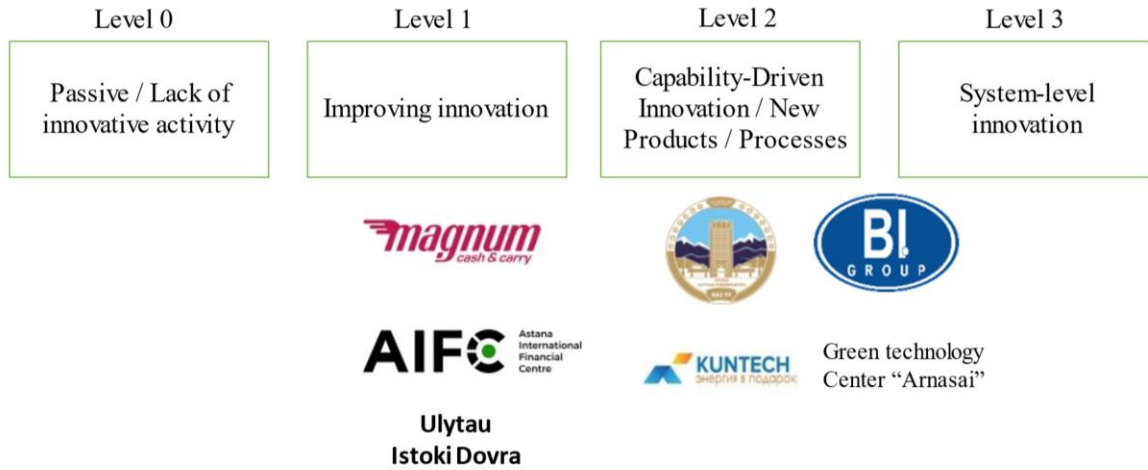 Level 0
Level 1
Level 2
Level 3
Passive / Lack of
innovative activity
Improving innovation
Capability-Driven
Innovation / New
Products / Processes
System-level
innovation
magnum
cash & carry
BI.
GROUP
AIFC
Astana
International
Financial
Centre
KUNTECH
энергия в подарок
Green technology
Center “Arnasai”
Ulytau
Istoki Dovra